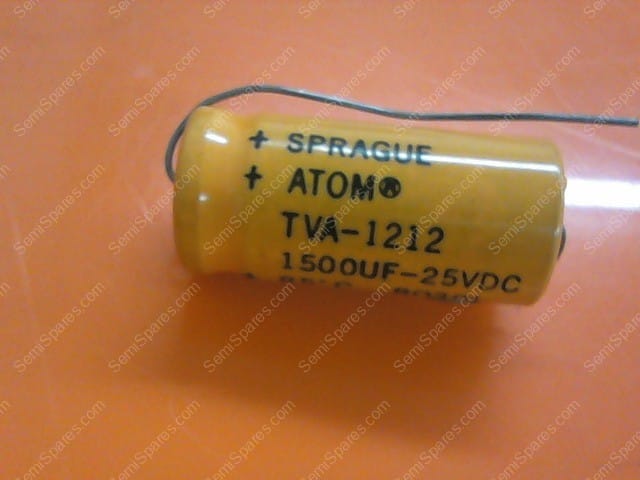 + SPRAGUE
+ ATOM®
TVA-1212
1500UF-25VDC
SemiSpares.com